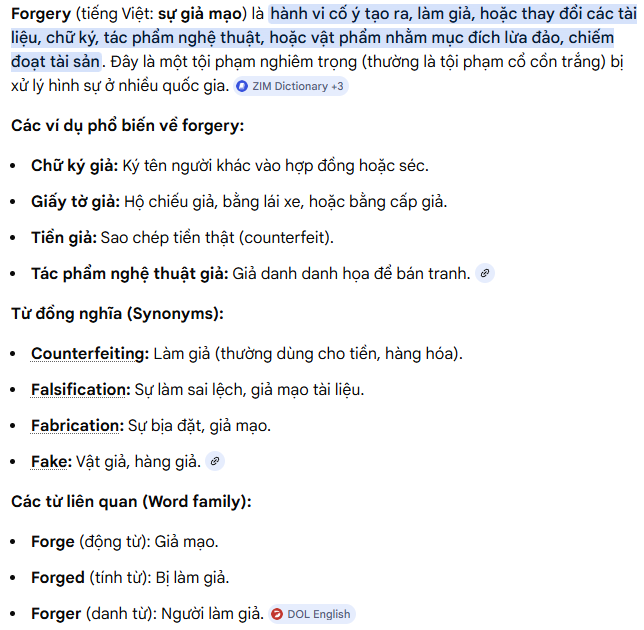 Forgery (tiếng Việt: sự giả mạo) là hành vi cố ý tạo ra, làm giả, hoặc thay đổi các tài
liệu, chữ ký, tác phẩm nghệ thuật, hoặc vật phẩm nhằm mục đích lừa đảo, chiếm
đoạt tài sản. Đây là một tội phạm nghiêm trọng (thường là tội phạm cổ cồn trắng) bị
xử lý hình sự ở nhiều quốc gia. ZIM Dictionary +3
Các ví dụ phổ biến về forgery:
• Chữ ký giả: Ký tên người khác vào hợp đồng hoặc séc.
• Giấy tờ giả: Hộ chiếu giả, bằng lái xe, hoặc bằng cấp giả.
• Tiền giả: Sao chép tiền thật (counterfeit).
• Tác phẩm nghệ thuật giả: Giả danh danh họa để bán tranh.
Từ đồng nghĩa (Synonyms):
• Counterfeiting: Làm giả (thường dùng cho tiền, hàng hóa).
• Falsification: Sự làm sai lệch, giả mạo tài liệu.
• Fabrication: Sự bịa đặt, giả mạo.
• Fake: Vật giả, hàng giả.
Các từ liên quan (Word family):
• Forge (động từ): Giả mạo.
• Forged (tính từ): Bị làm giả.
• Forger (danh từ): Người làm giả. DOL English